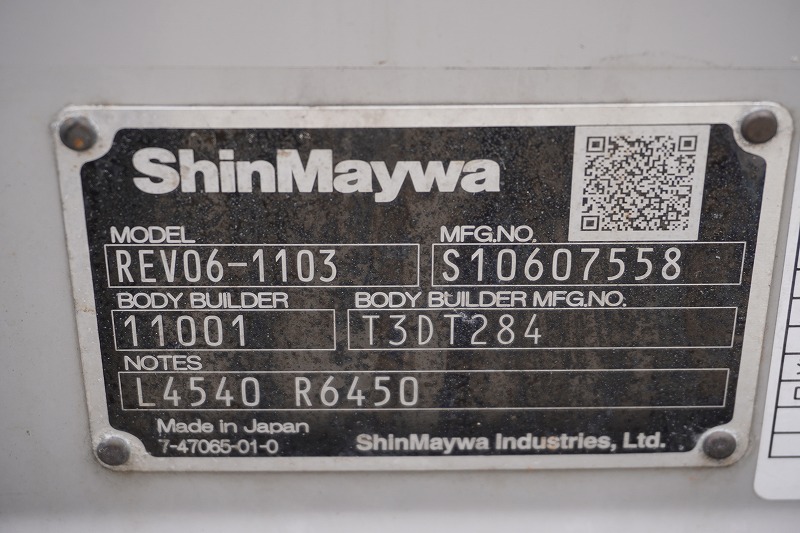 ShinMaywa
MODEL MFG.NO.
REV06-1103 S10607558
BODY BUILDER BODY BUILDER MFG.NO.
11001 T3DT284
NOTES
L4540 R6450
Made in Japan
7-47065-01-0 ShinMaywa Industries, Ltd.